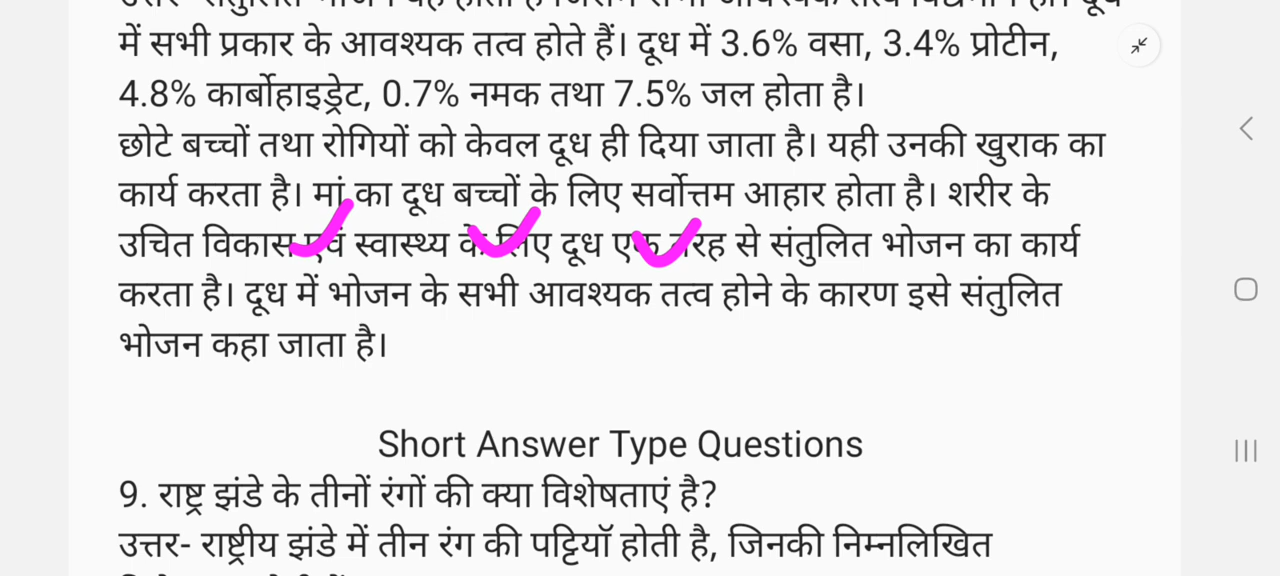 में सभी प्रकार के आवश्यक तत्व होते हैं। दूध में 3.6% वसा, 3.4% प्रोटीन,
4.8% कार्बोहाइड्रेट, 0.7% नमक तथा 7.5% जल होता है।
छोटे बच्चों तथा रोगियों को केवल दूध ही दिया जाता है। यही उनकी खुराक का
कार्य करता है। मां का दूध बच्चों के लिए सर्वोत्तम आहार होता है। शरीर के
उचित विकास एवं स्वास्थ्य के लिए दूध एक तरह से संतुलित भोजन का कार्य
करता है। दूध में भोजन के सभी आवश्यक तत्व होने के कारण इसे संतुलित
भोजन कहा जाता है।
Short Answer Type Questions
9. राष्ट्र झंडे के तीनों रंगों की क्या विशेषताएं है?
उत्तर- राष्ट्रीय झंडे में तीन रंग की पट्टियॉ होती है, जिनकी निम्नलिखित